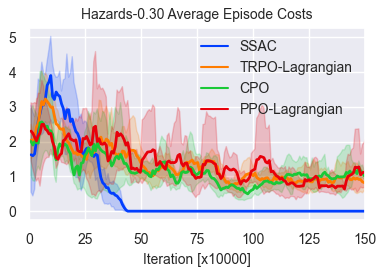 Hazards-0.30 Average Episode Costs
5
4
3
2
1
0
SSAC
TRPO-Lagrangian
CPO
PPO-Lagrangian
0 25 50 75 100 125 150
Iteration [x10000]